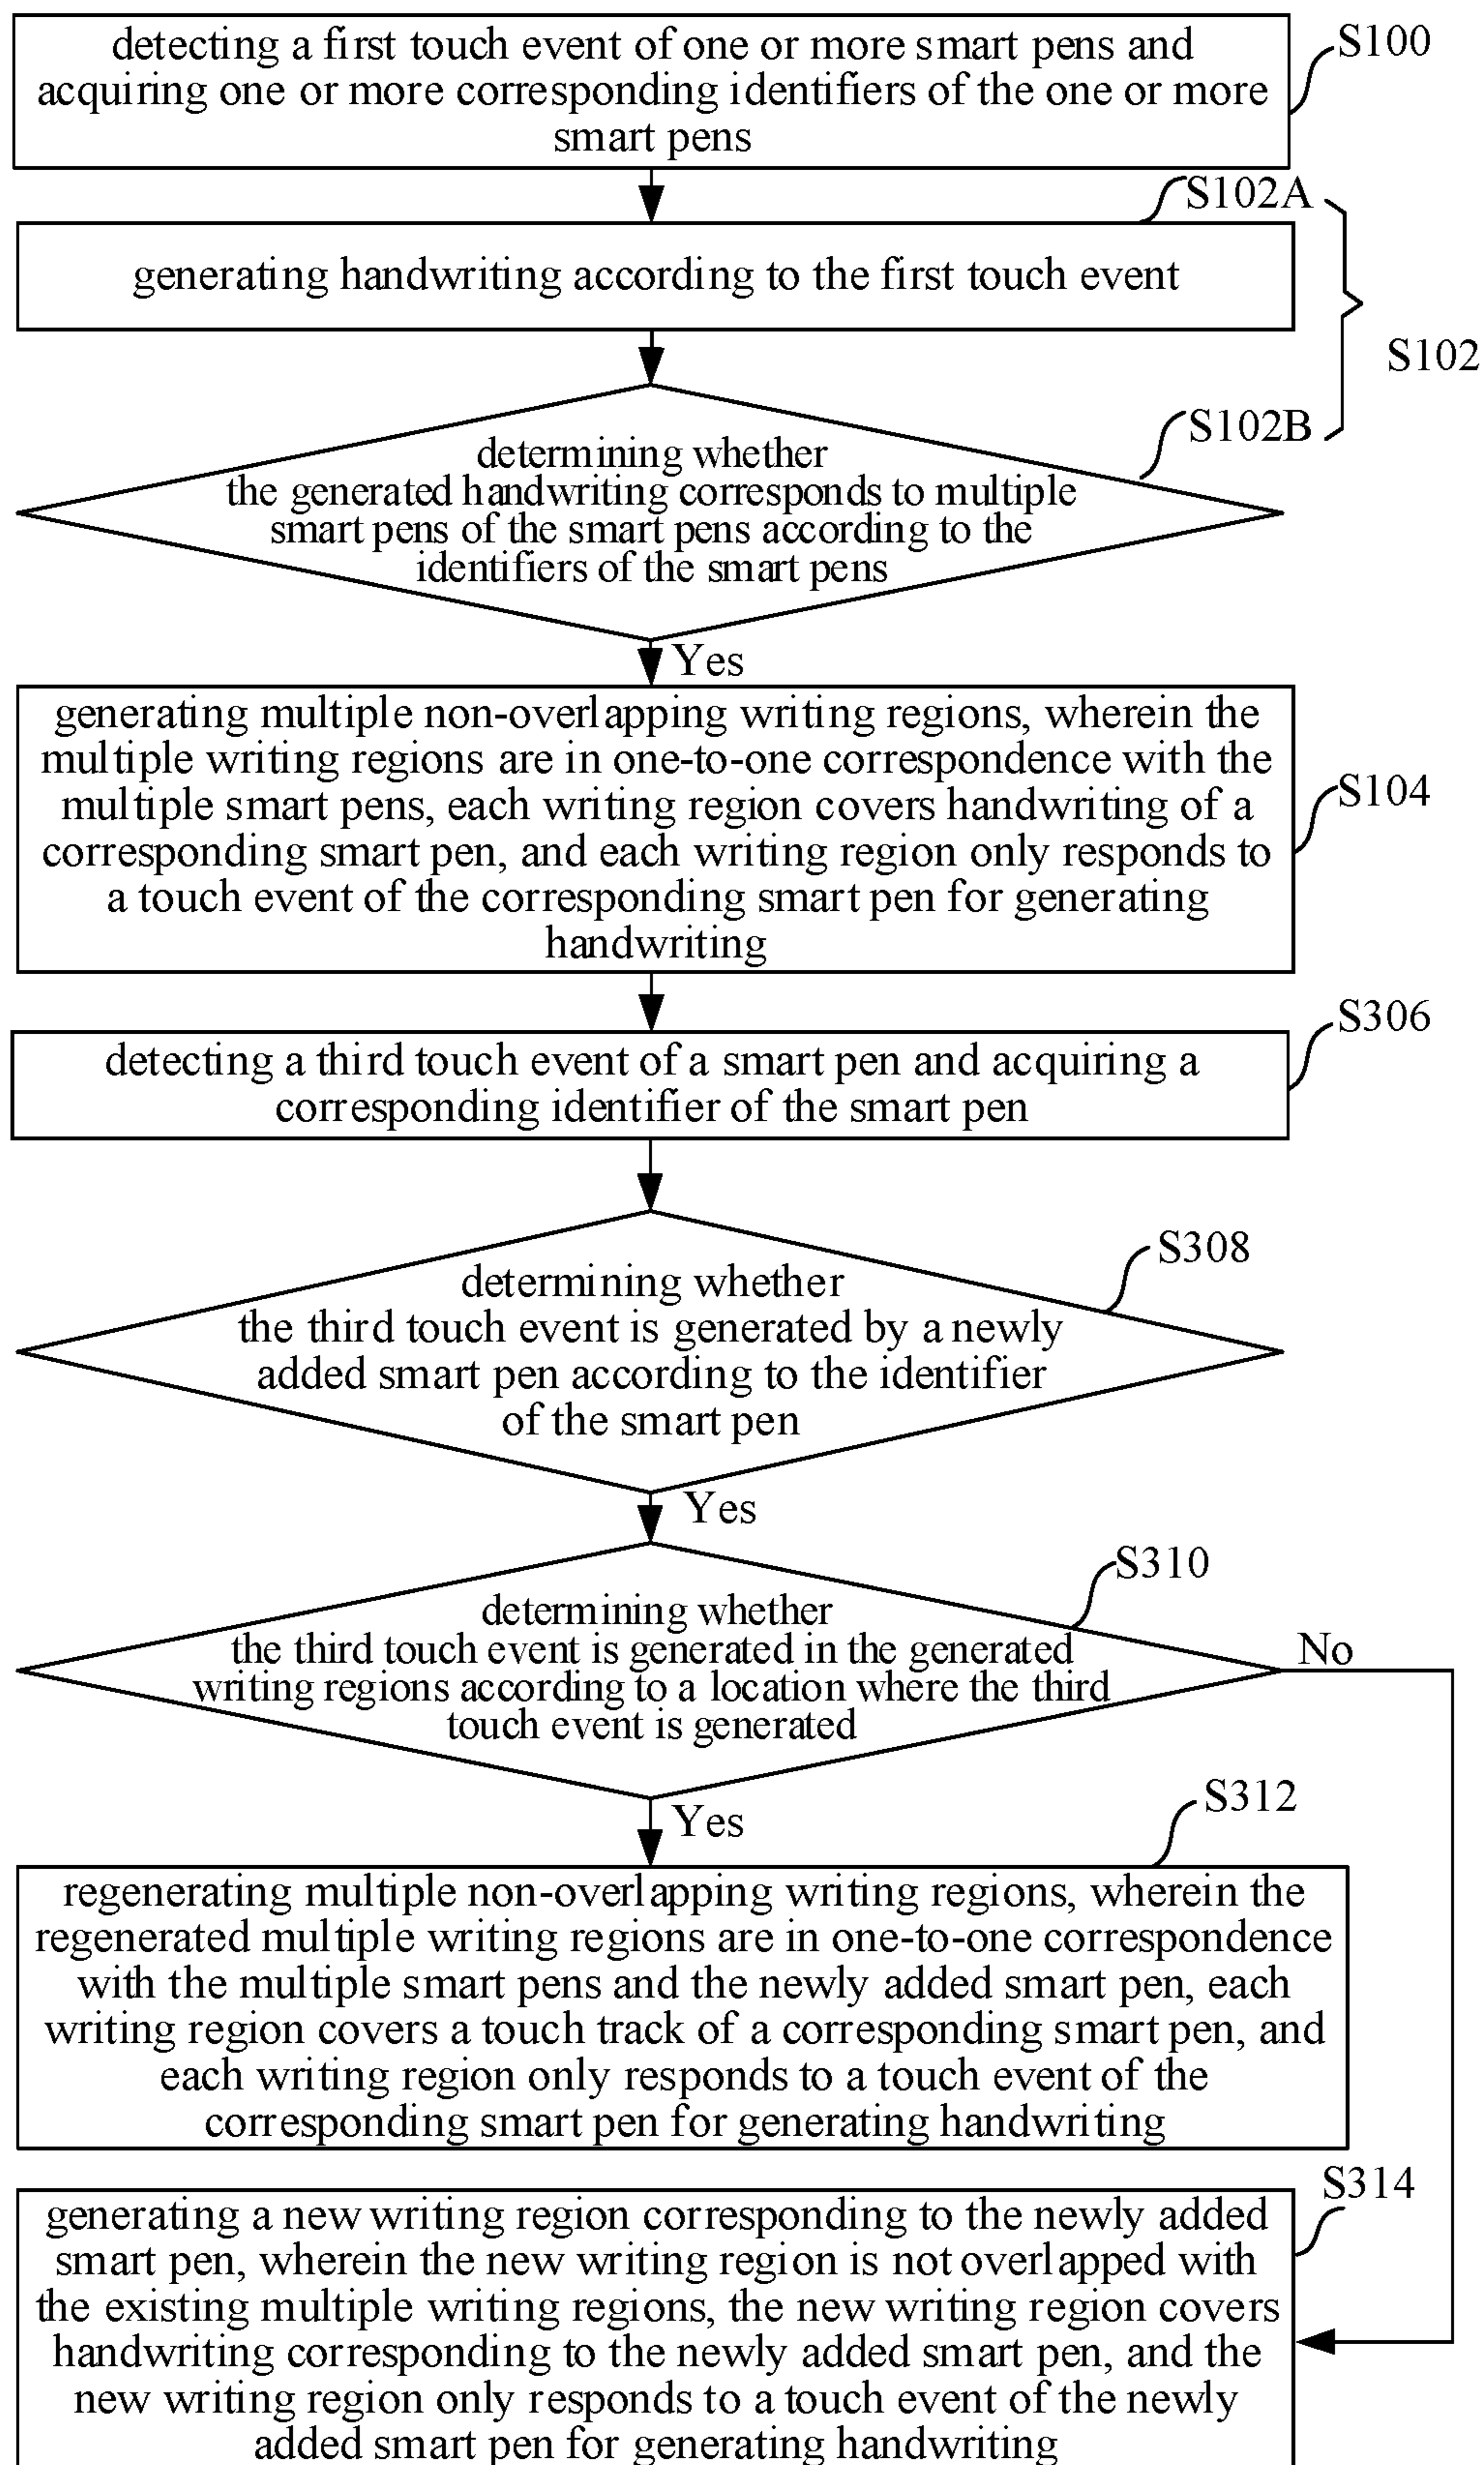 detecting a first touch event of one or more smart pens and
acquiring one or more corresponding identifiers of the one or more
smart pens
S100
S102A
generating handwriting according to the first touch event
S102
S102B
determining whether
the generated handwriting corresponds to multiple
smart pens of the smart pens according to the
identifiers of the smart pens
Yes
generating multiple non-overlapping writing regions, wherein the
multiple writing regions are in one-to-one correspondence with the
multiple smart pens, each writing region covers handwriting of a
corresponding smart pen, and each writing region only responds to
a touch event of the corresponding smart pen for generating
handwriting
S104
S306
detecting a third touch event of a smart pen and acquiring a
corresponding identifier of the smart pen
S308
determining whether
the third touch event is generated by a newly
added smart pen according to the identifier
of the smart pen
Yes
S310
determining whether
the third touch event is generated in the generated
writing regions according to a location where the third
touch event is generated
No
Yes
S312
regenerating multiple non-overlapping writing regions, wherein the
regenerated multiple writing regions are in one-to-one correspondence
with the multiple smart pens and the newly added smart pen, each
writing region covers a touch track of a corresponding smart pen, and
each writing region only responds to a touch event of the
corresponding smart pen for generating handwriting
S314
generating a new writing region corresponding to the newly added
smart pen, wherein the new writing region is not overlapped with
the existing multiple writing regions, the new writing region covers
handwriting corresponding to the newly added smart pen, and the
new writing region only responds to a touch event of the newly
added smart pen for generating handwriting